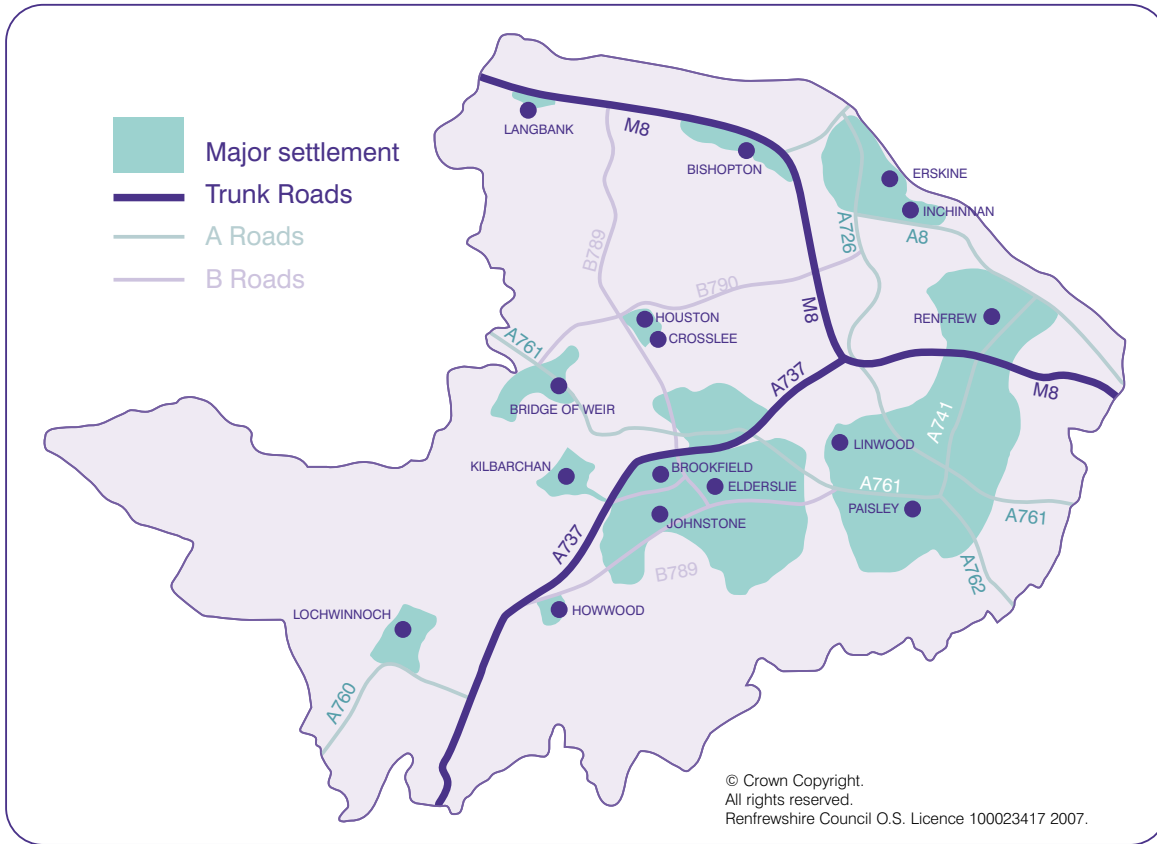 Major settlement
Trunk Roads
A Roads
B Roads
LANGBANK
M8
BISHOPTON
ERSKINE
INCHINNAN
A8
A726
B789
B790
M8
HOUSTON
CROSSLEE
RENFREW
A761
A737
M8
BRIDGE OF WEIR
A741
LINWOOD
KILBARCHAN
BROOKFIELD
ELDERSLIE
A761
PAISLEY
A761
JOHNSTONE
A737
B789
A762
HOWWOOD
LOCHWINNOCH
A760
© Crown Copyright.
All rights reserved.
Renfrewshire Council O.S. Licence 100023417 2007.